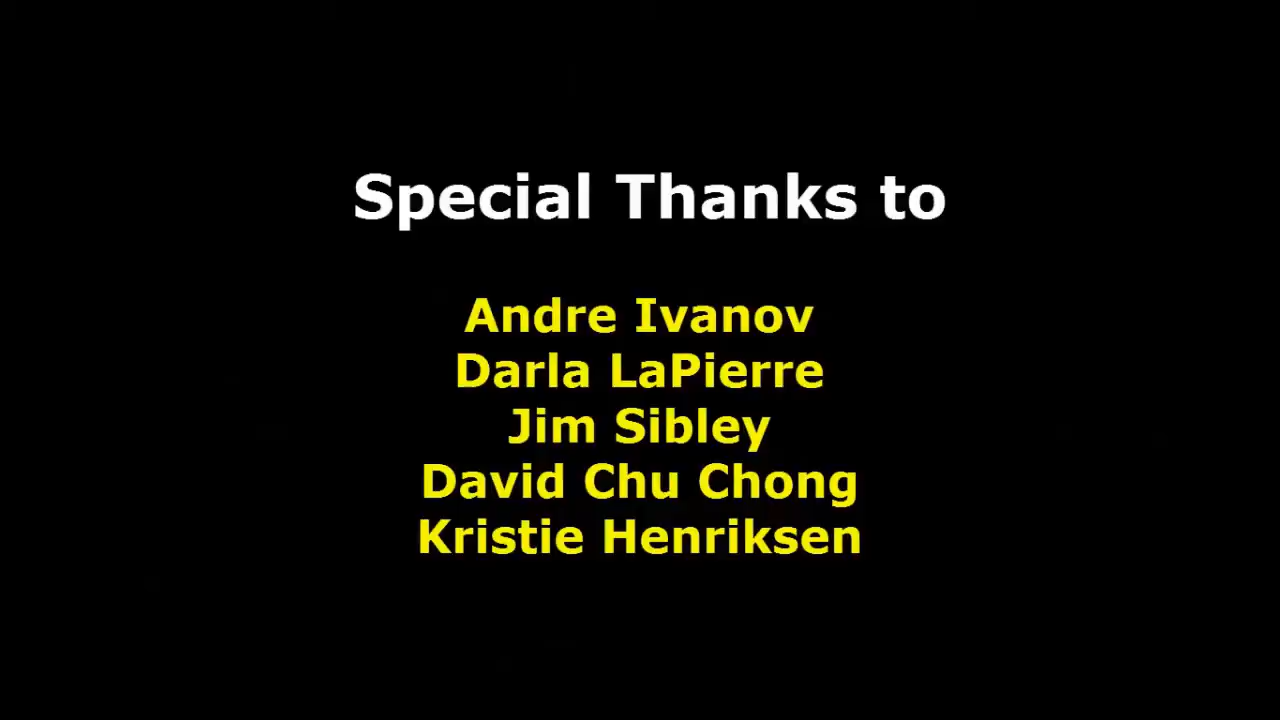 Special Thanks to
Andre Ivanov
Darla LaPierre
Jim Sibley
David Chu Chong
Kristie Henriksen